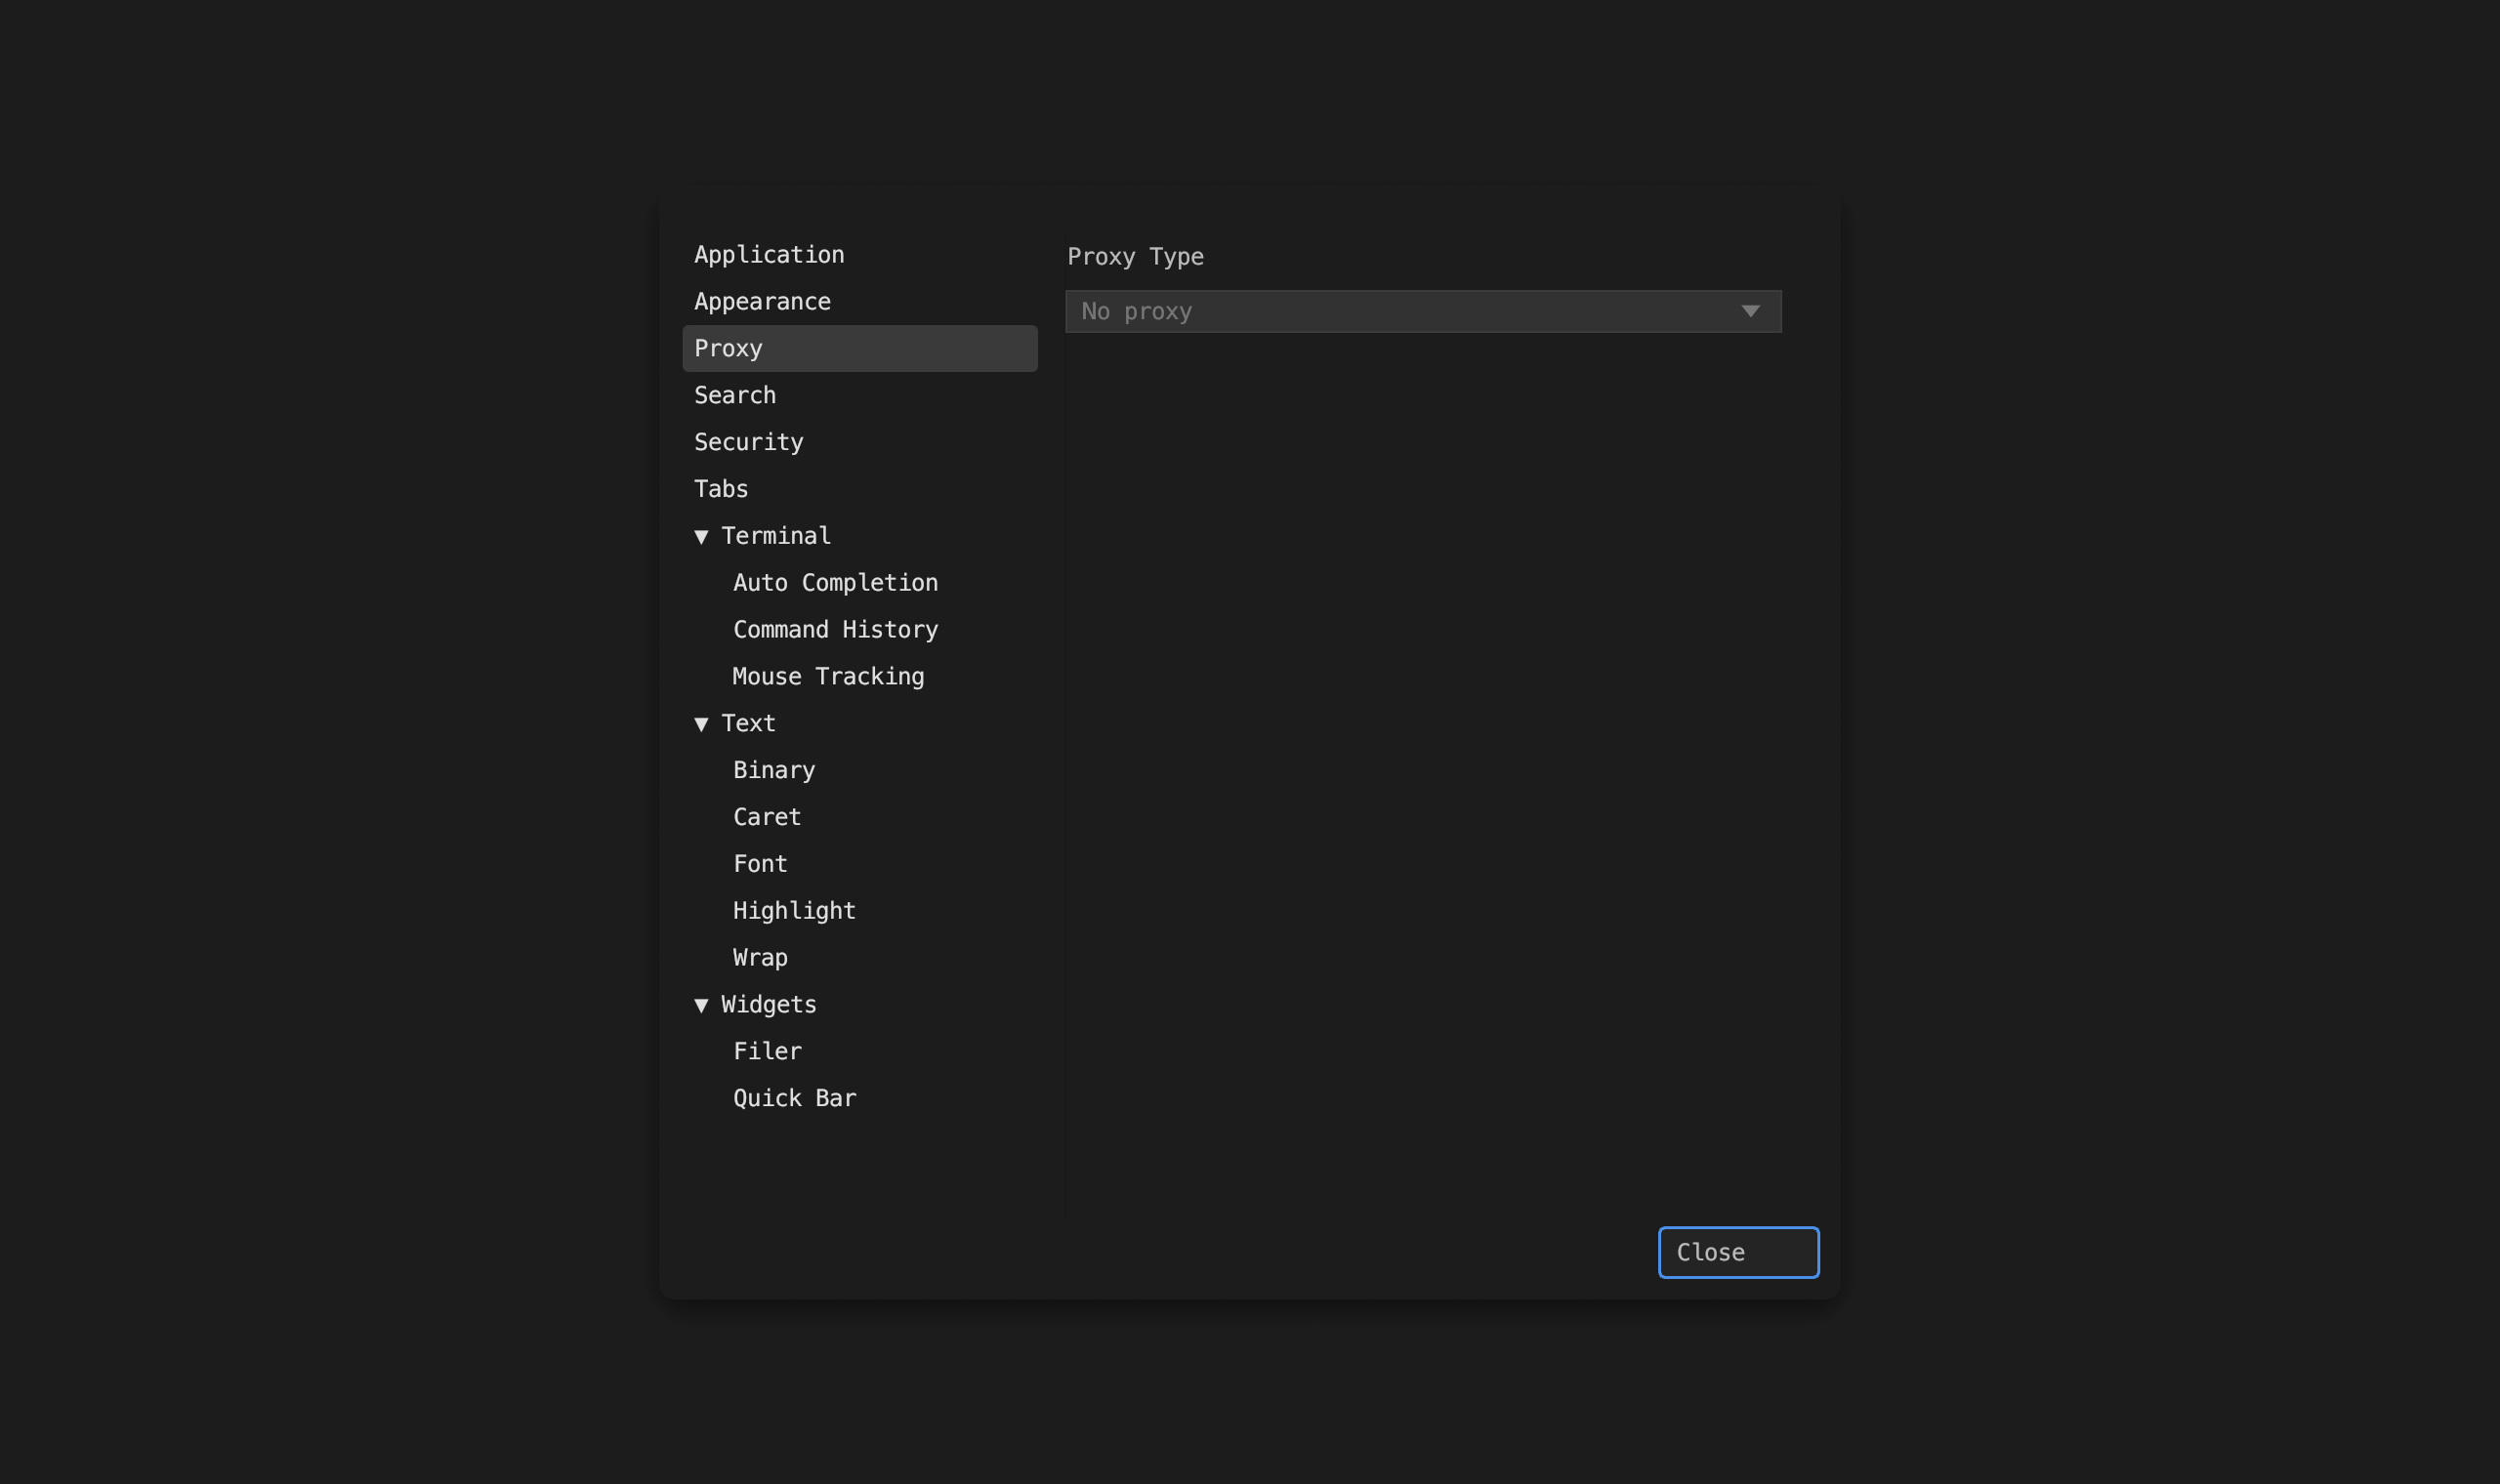 Application
Appearance
Proxy
Search
Security
Tabs
▼ Terminal
Auto Completion
Command History
Mouse Tracking
▼ Text
Binary
Caret
Font
Highlight
Wrap
▼ Widgets
Filer
Quick Bar
Proxy Type
No proxy
Close